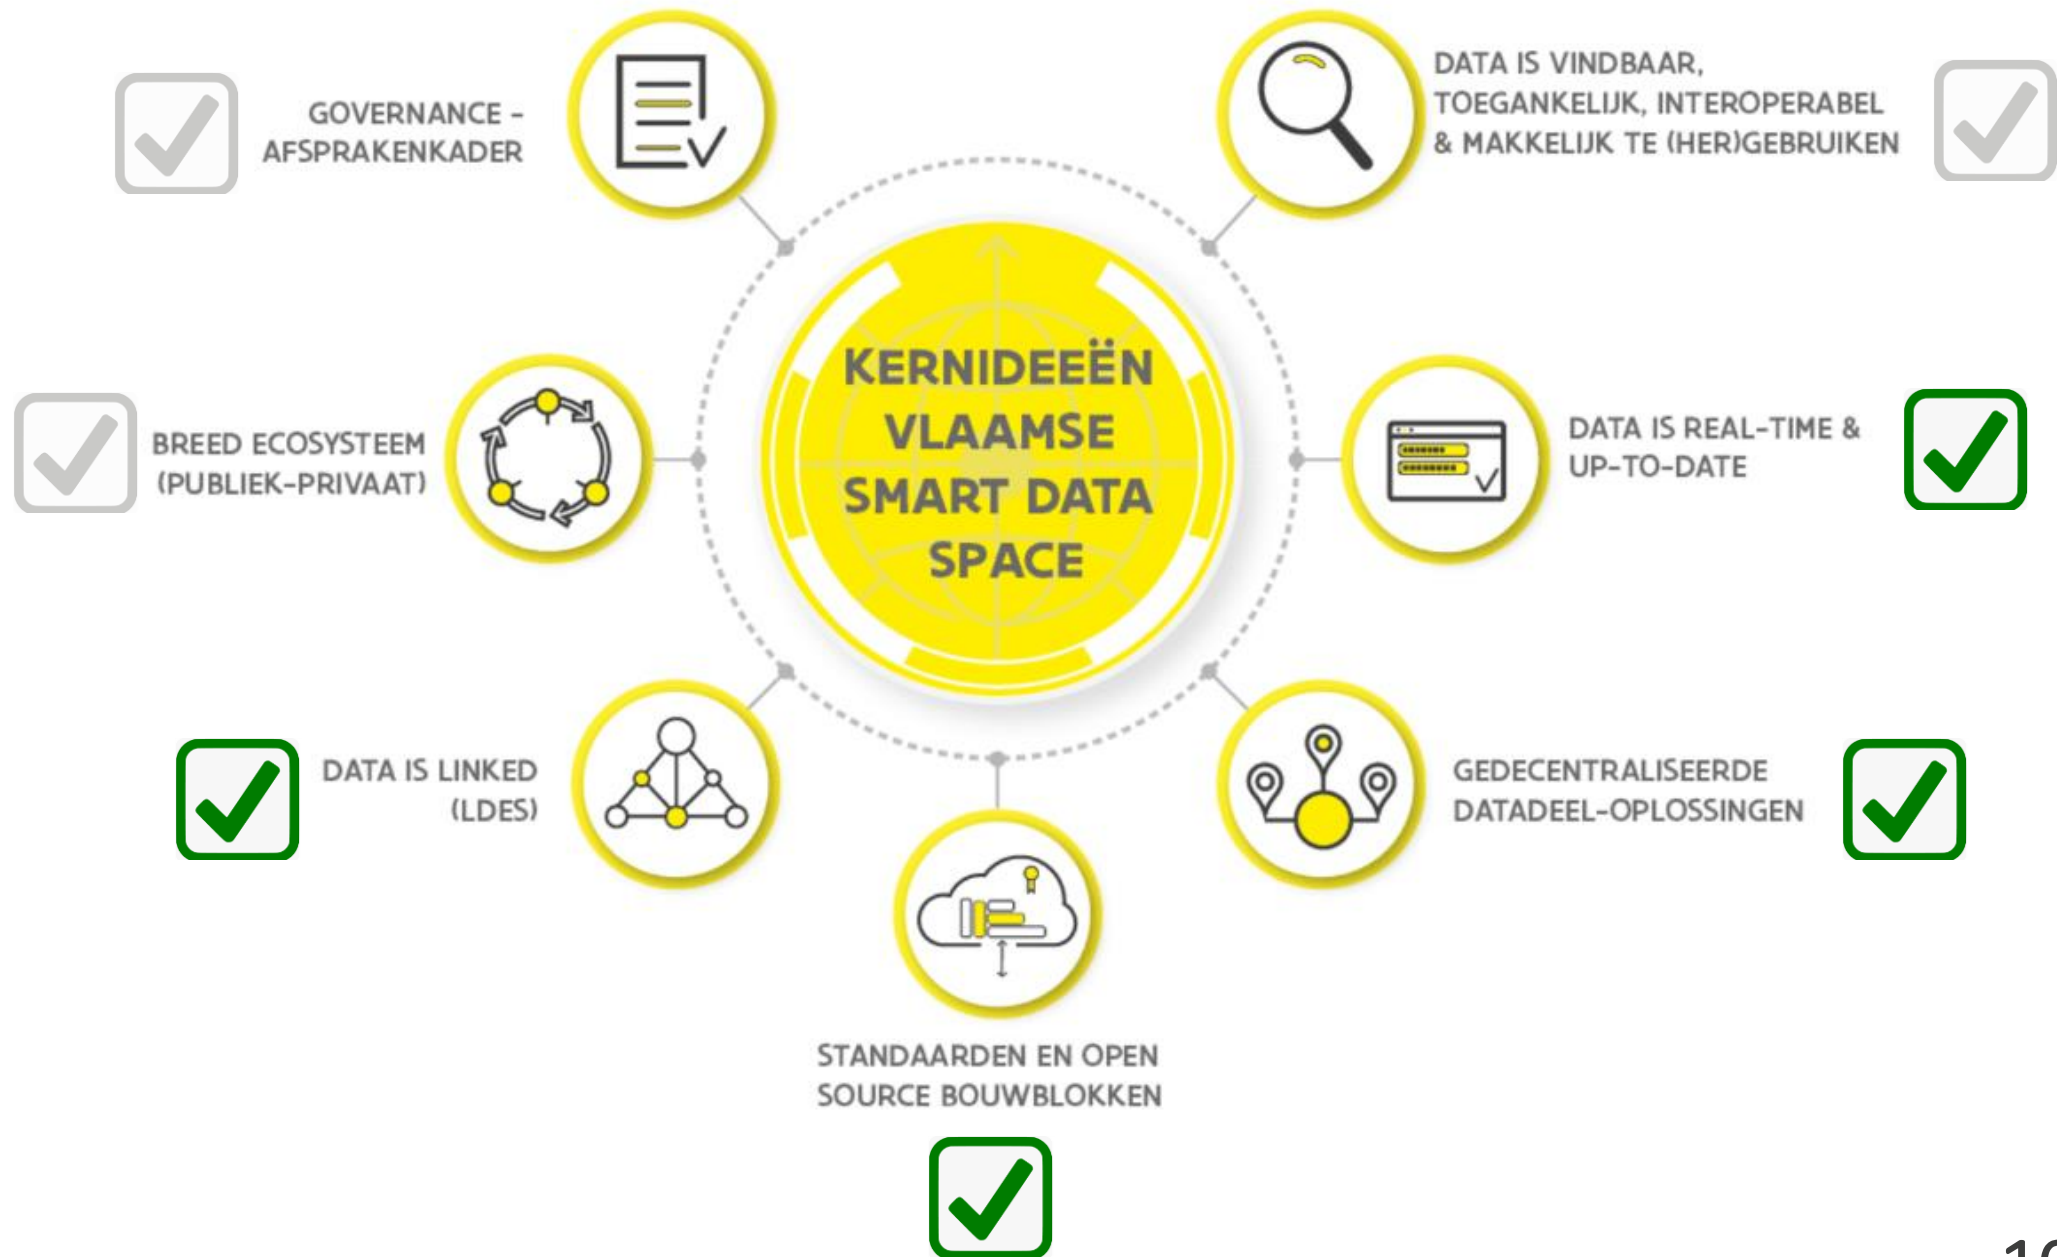 GOVERNANCE -
AFSPRAKENKADER
DATA IS VINDBAAR,
TOEGANKELIJK, INTEROPERABEL
& MAKKELIJK TE (HER)GEBRUIKEN
KERNIDEEËN
VLAAMSE
SMART DATA
SPACE
BREED ECOSYSTEEM
(PUBLIEK-PRIVAAT)
DATA IS REAL-TIME &
UP-TO-DATE
DATA IS LINKED
(LDES)
GEDECENTRALISEERDE
DATADEEL-OPLOSSINGEN
STANDAARDEN EN OPEN
SOURCE BOUWBLOKKEN